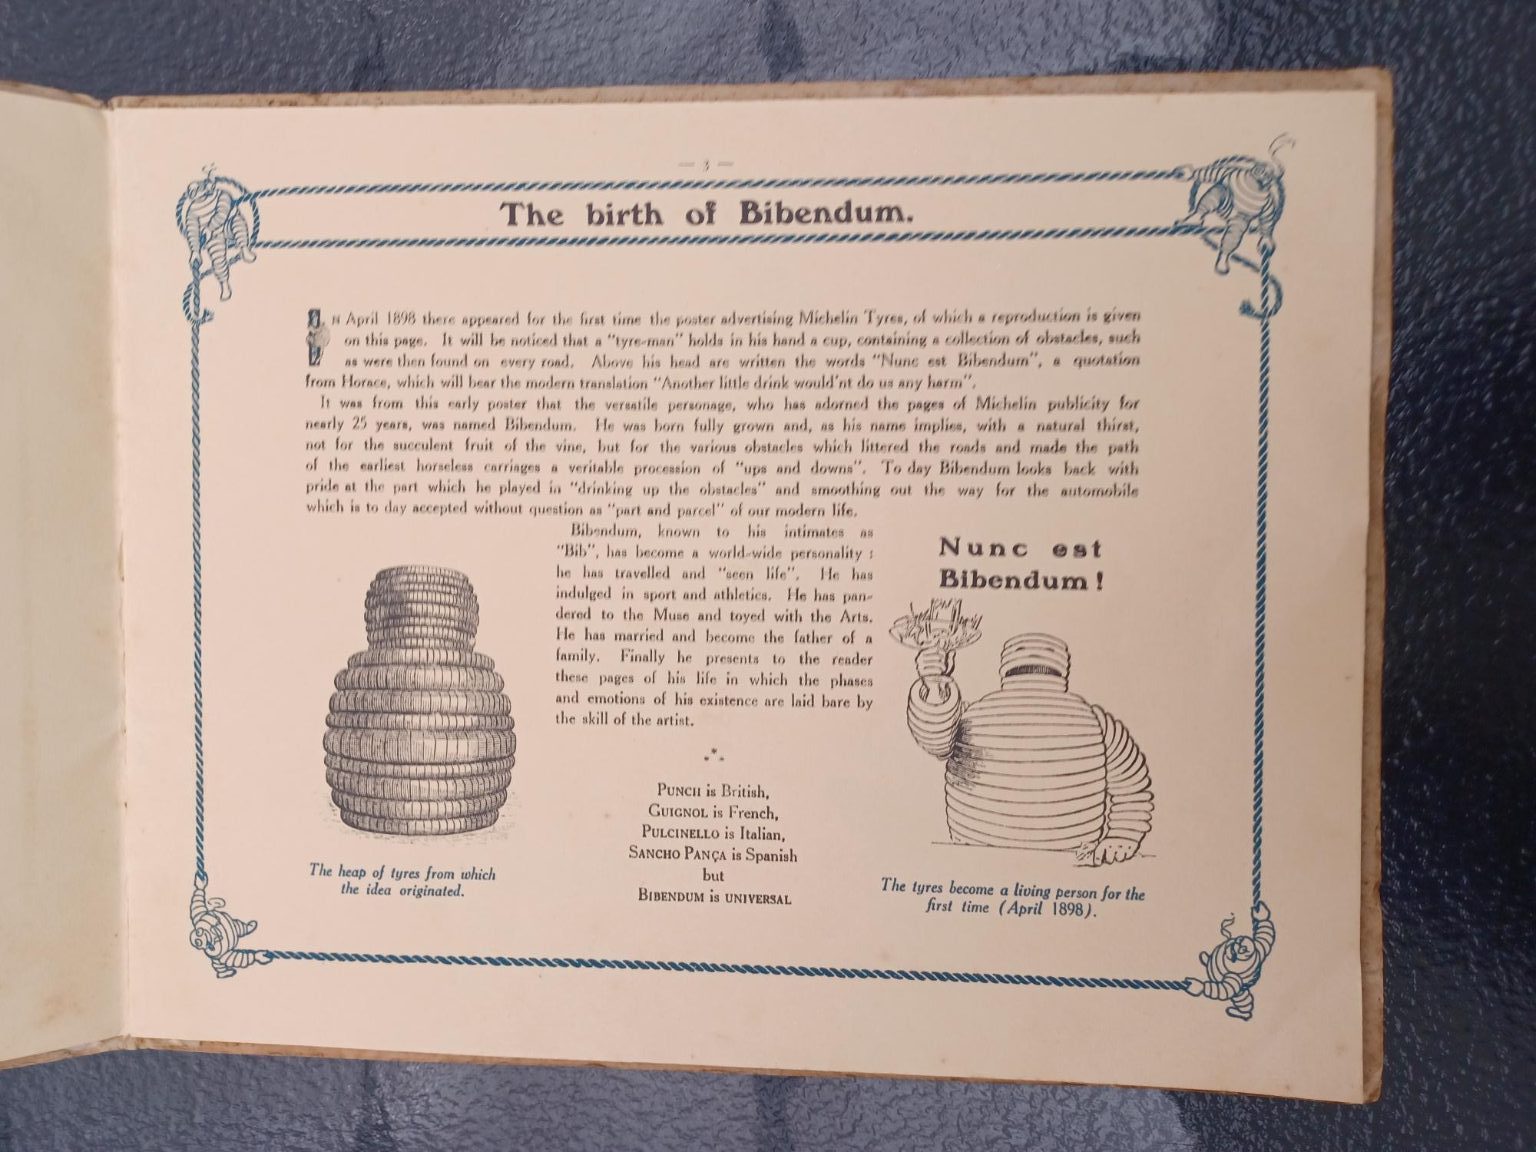 — 3 —
The birth of Bibendum.
IN April 1898 there appeared for the first time the poster advertising Michelin Tyres, of which a reproduction is given
on this page. It will be noticed that a "tyre-man" holds in his hand a cup, containing a collection of obstacles, such
as were then found on every road. Above his head are written the words "Nunc est Bibendum", a quotation
from Horace, which will bear the modern translation "Another little drink would'nt do us any harm".
It was from this early poster that the versatile personage, who has adorned the pages of Michelin publicity for
nearly 25 years, was named Bibendum. He was born fully grown and, as his name implies, with a natural thirst,
not for the succulent fruit of the vine, but for the various obstacles which littered the roads and made the path
of the earliest horseless carriages a veritable procession of "ups and downs". To day Bibendum looks back with
pride at the part which he played in "drinking up the obstacles" and smoothing out the way for the automobile
which is to day accepted without question as "part and parcel" of our modern life.
Bibendum, known to his intimates as
"Bib", has become a world-wide personality :
he has travelled and "seen life". He has
indulged in sport and athletics. He has pan-
dered to the Muse and toyed with the Arts.
He has married and become the father of a
family. Finally he presents to the reader
these pages of his life in which the phases
and emotions of his existence are laid bare by
the skill of the artist.
PUNCH is British,
GUIGNOL is French,
PULCINELLO is Italian,
SANCHO PANÇA is Spanish
but
BIBENDUM is UNIVERSAL
The heap of tyres from which
the idea originated.
Nunc est
Bibendum !
The tyres become a living person for the
first time (April 1898).